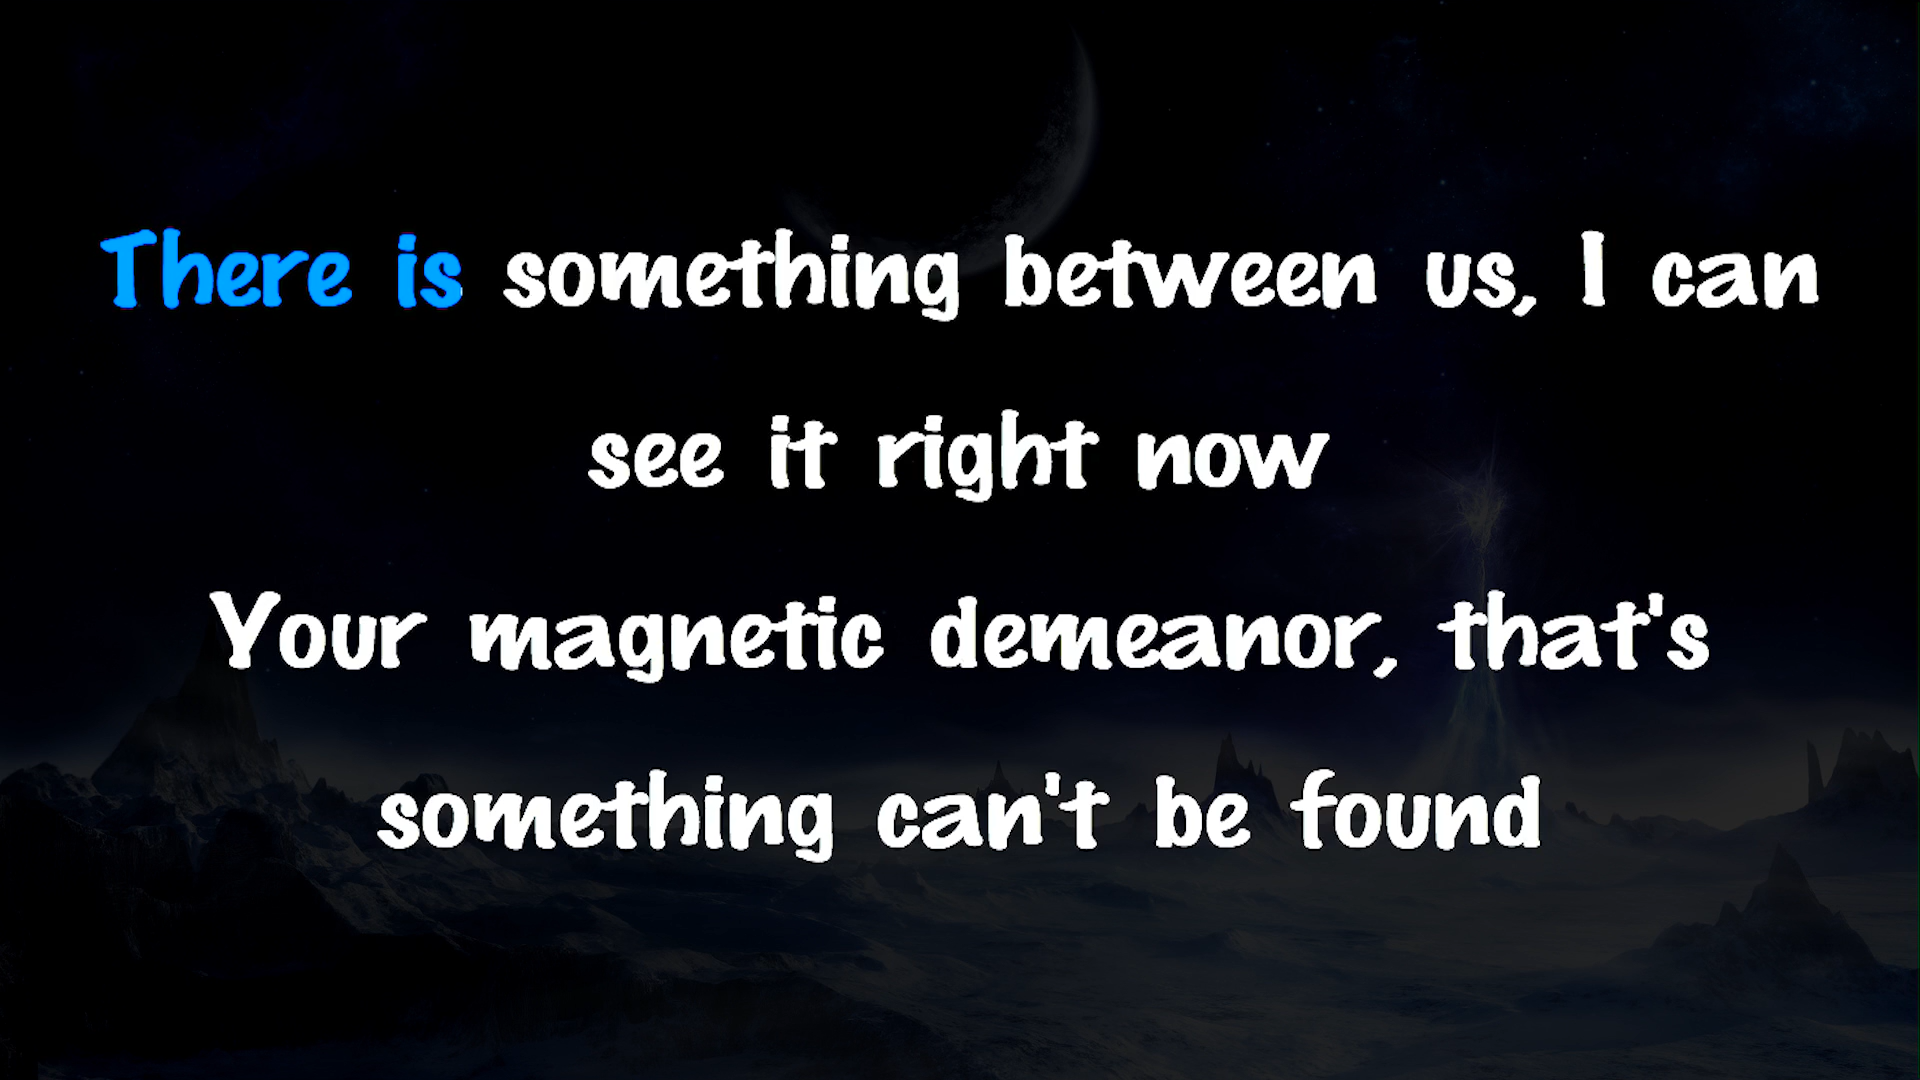 There is something between us, I can
see it right now
Your magnetic demeanor, that's
something can't be found